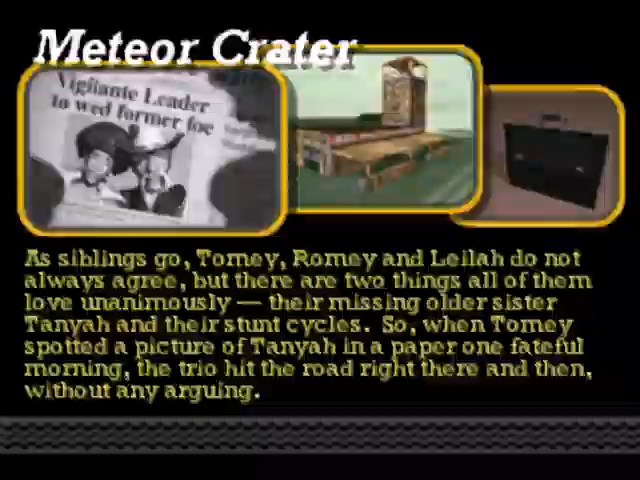 Meteor Crater
Vigilante Leader
to wed former foe
As siblings go, Tomey, Romey and Leilah do not
always agree, but there are two things all of them
love unanimously — their missing older sister
Tanyah and their stunt cycles. So, when Tomey
spotted a picture of Tanyah in a paper one fateful
morning, the trio hit the road right there and then,
without any arguing.